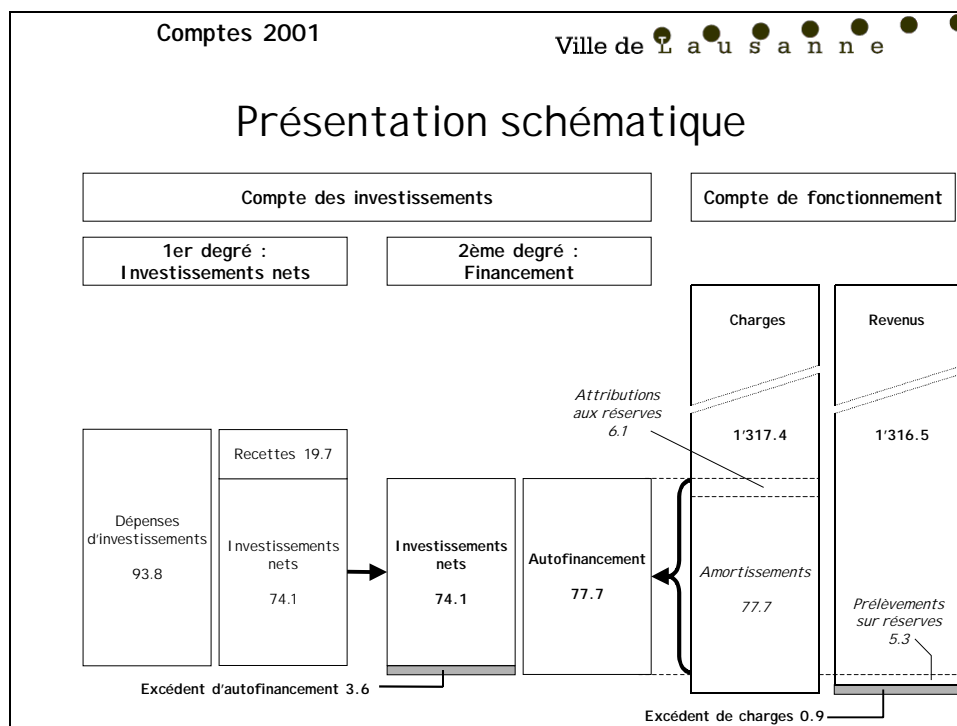 Comptes 2001
Ville de Lausanne
Présentation schématique
Compte des investissements
Compte de fonctionnement
1er degré :
Investissements nets
2ème degré :
Financement
Charges
Revenus
Attributions
aux réserves
6.1
1'317.4
1'316.5
Recettes 19.7
Dépenses
d'investissements
93.8
Investissements
nets
74.1
Investissements
nets
74.1
Autofinancement
77.7
Amortissements
77.7
Prélèvements
sur réserves
5.3
Excédent d'autofinancement 3.6
Excédent de charges 0.9